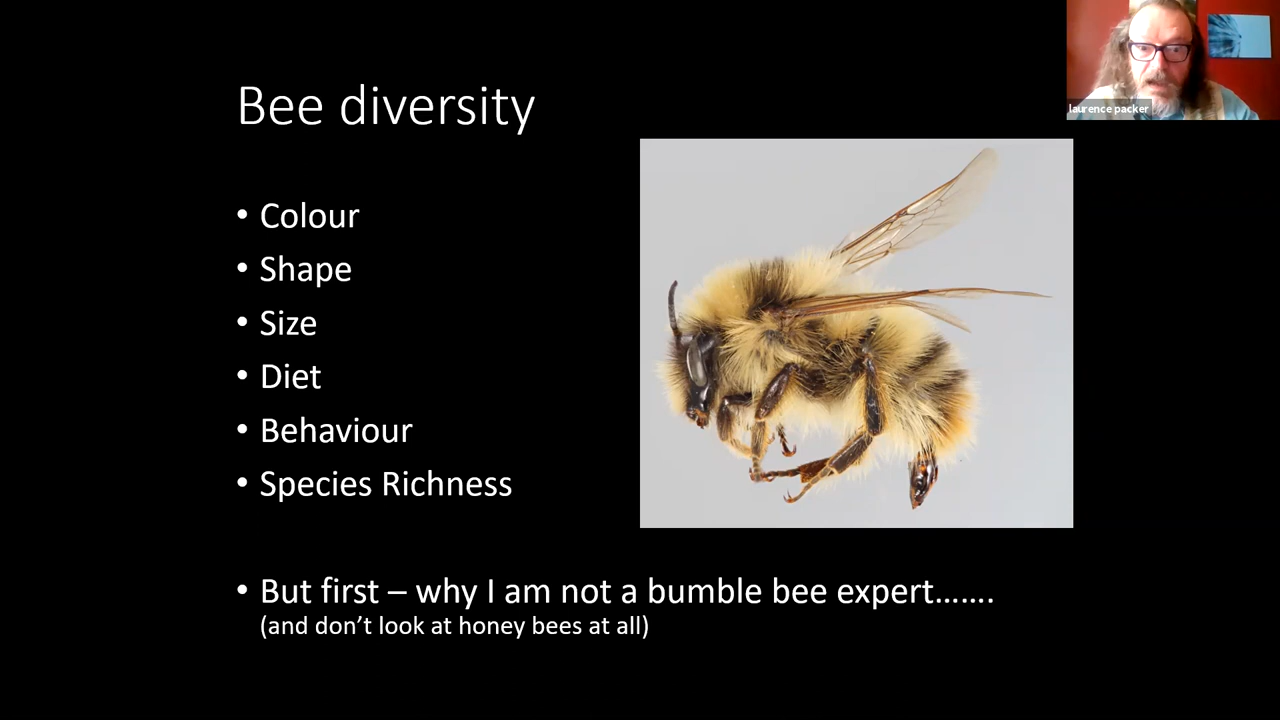 laurence packer
Bee diversity
• Colour
• Shape
• Size
• Diet
• Behaviour
• Species Richness
• But first – why I am not a bumble bee expert…….
(and don’t look at honey bees at all)